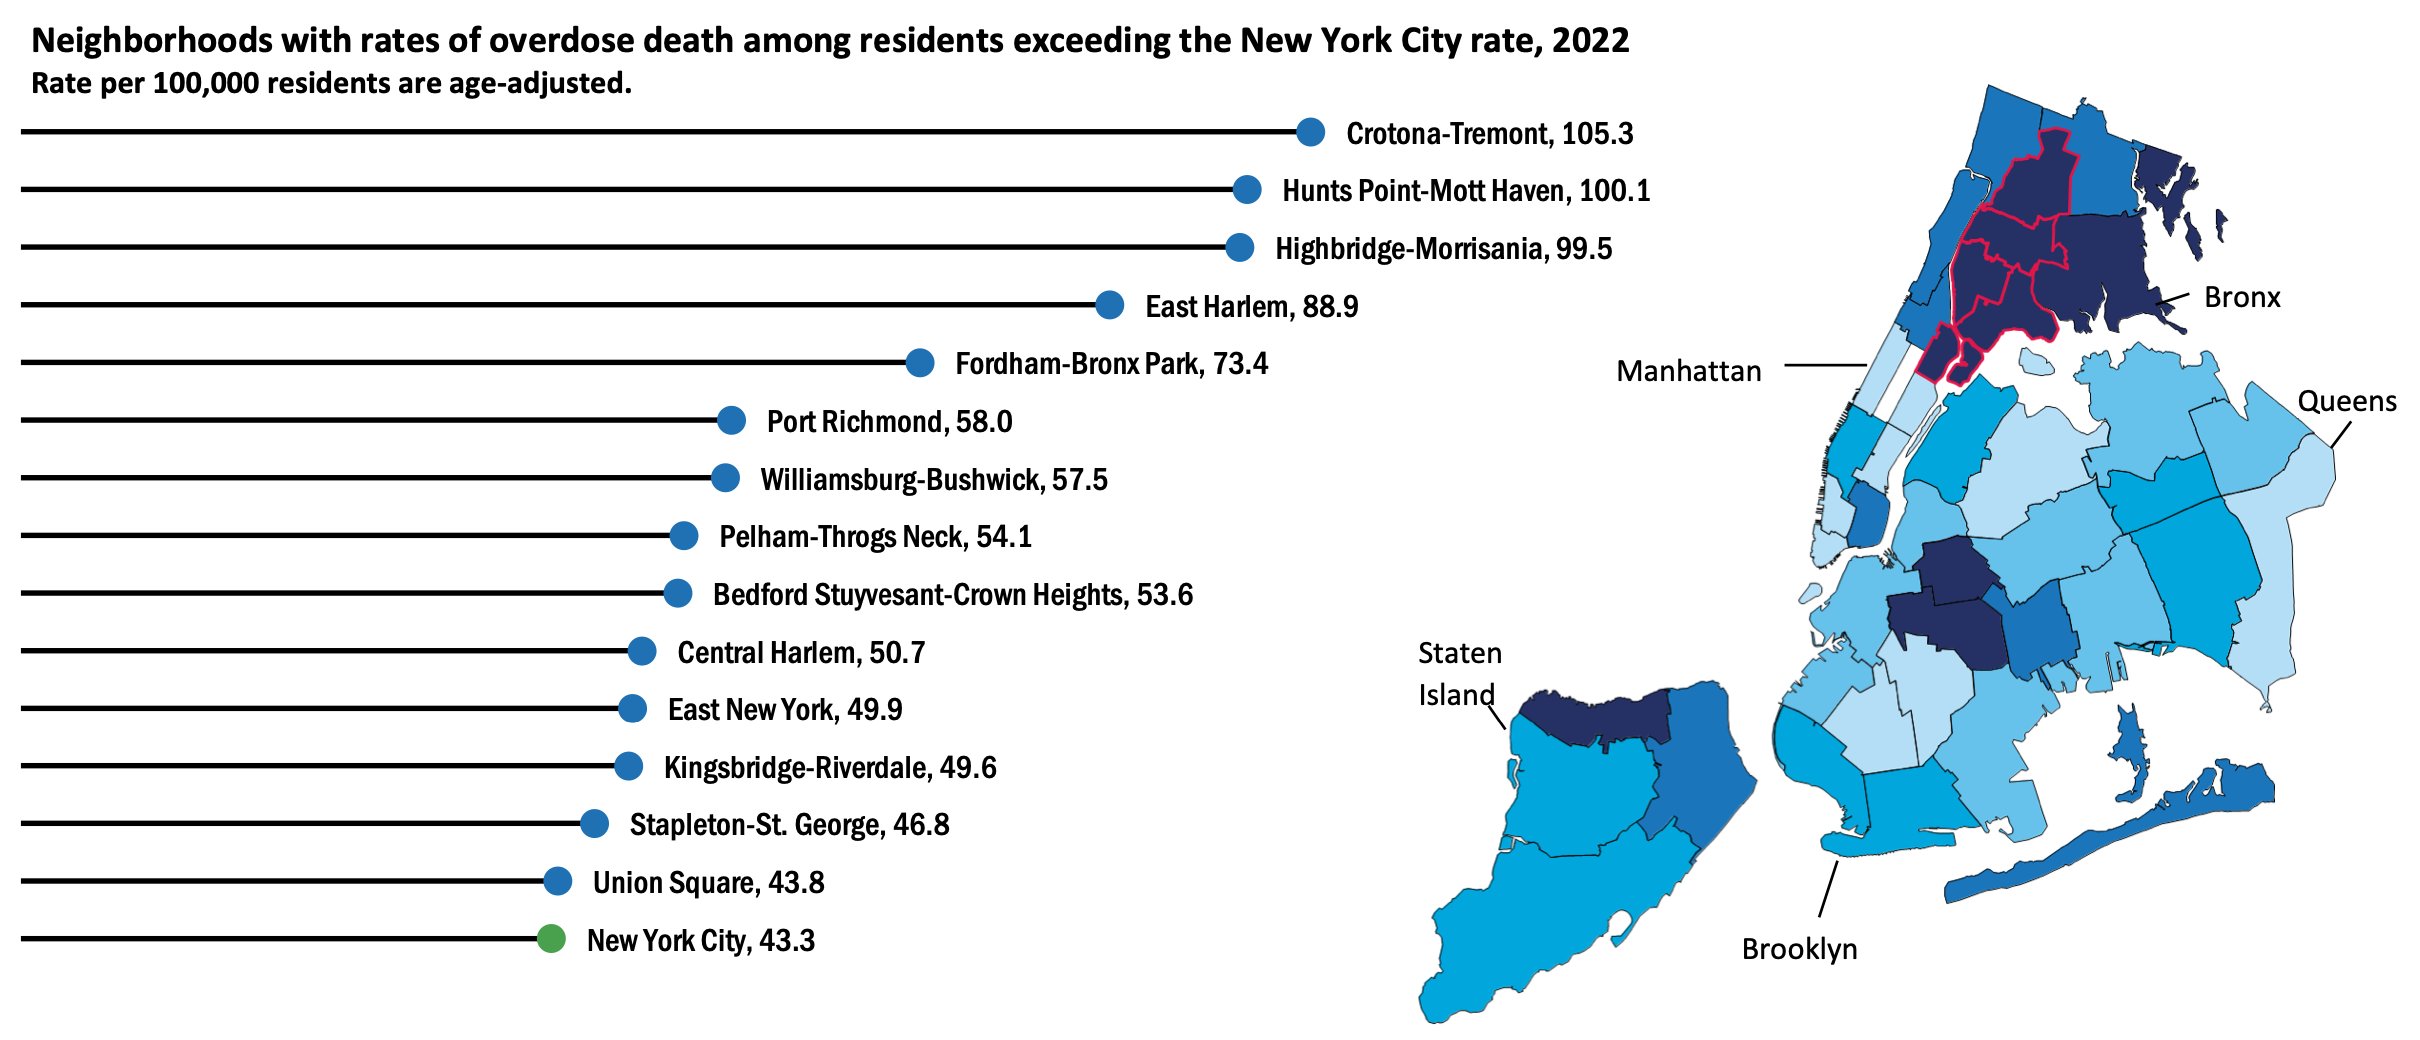 Neighborhoods with rates of overdose death among residents exceeding the New York City rate, 2022
Rate per 100,000 residents are age-adjusted.
Crotona-Tremont, 105.3
Hunts Point-Mott Haven, 100.1
Highbridge-Morrisania, 99.5
East Harlem, 88.9
Fordham-Bronx Park, 73.4
Port Richmond, 58.0
Williamsburg-Bushwick, 57.5
Pelham-Throgs Neck, 54.1
Bedford Stuyvesant-Crown Heights, 53.6
Central Harlem, 50.7
East New York, 49.9
Kingsbridge-Riverdale, 49.6
Stapleton-St. George, 46.8
Union Square, 43.8
New York City, 43.3
Bronx
Manhattan
Queens
Staten
Island
Brooklyn